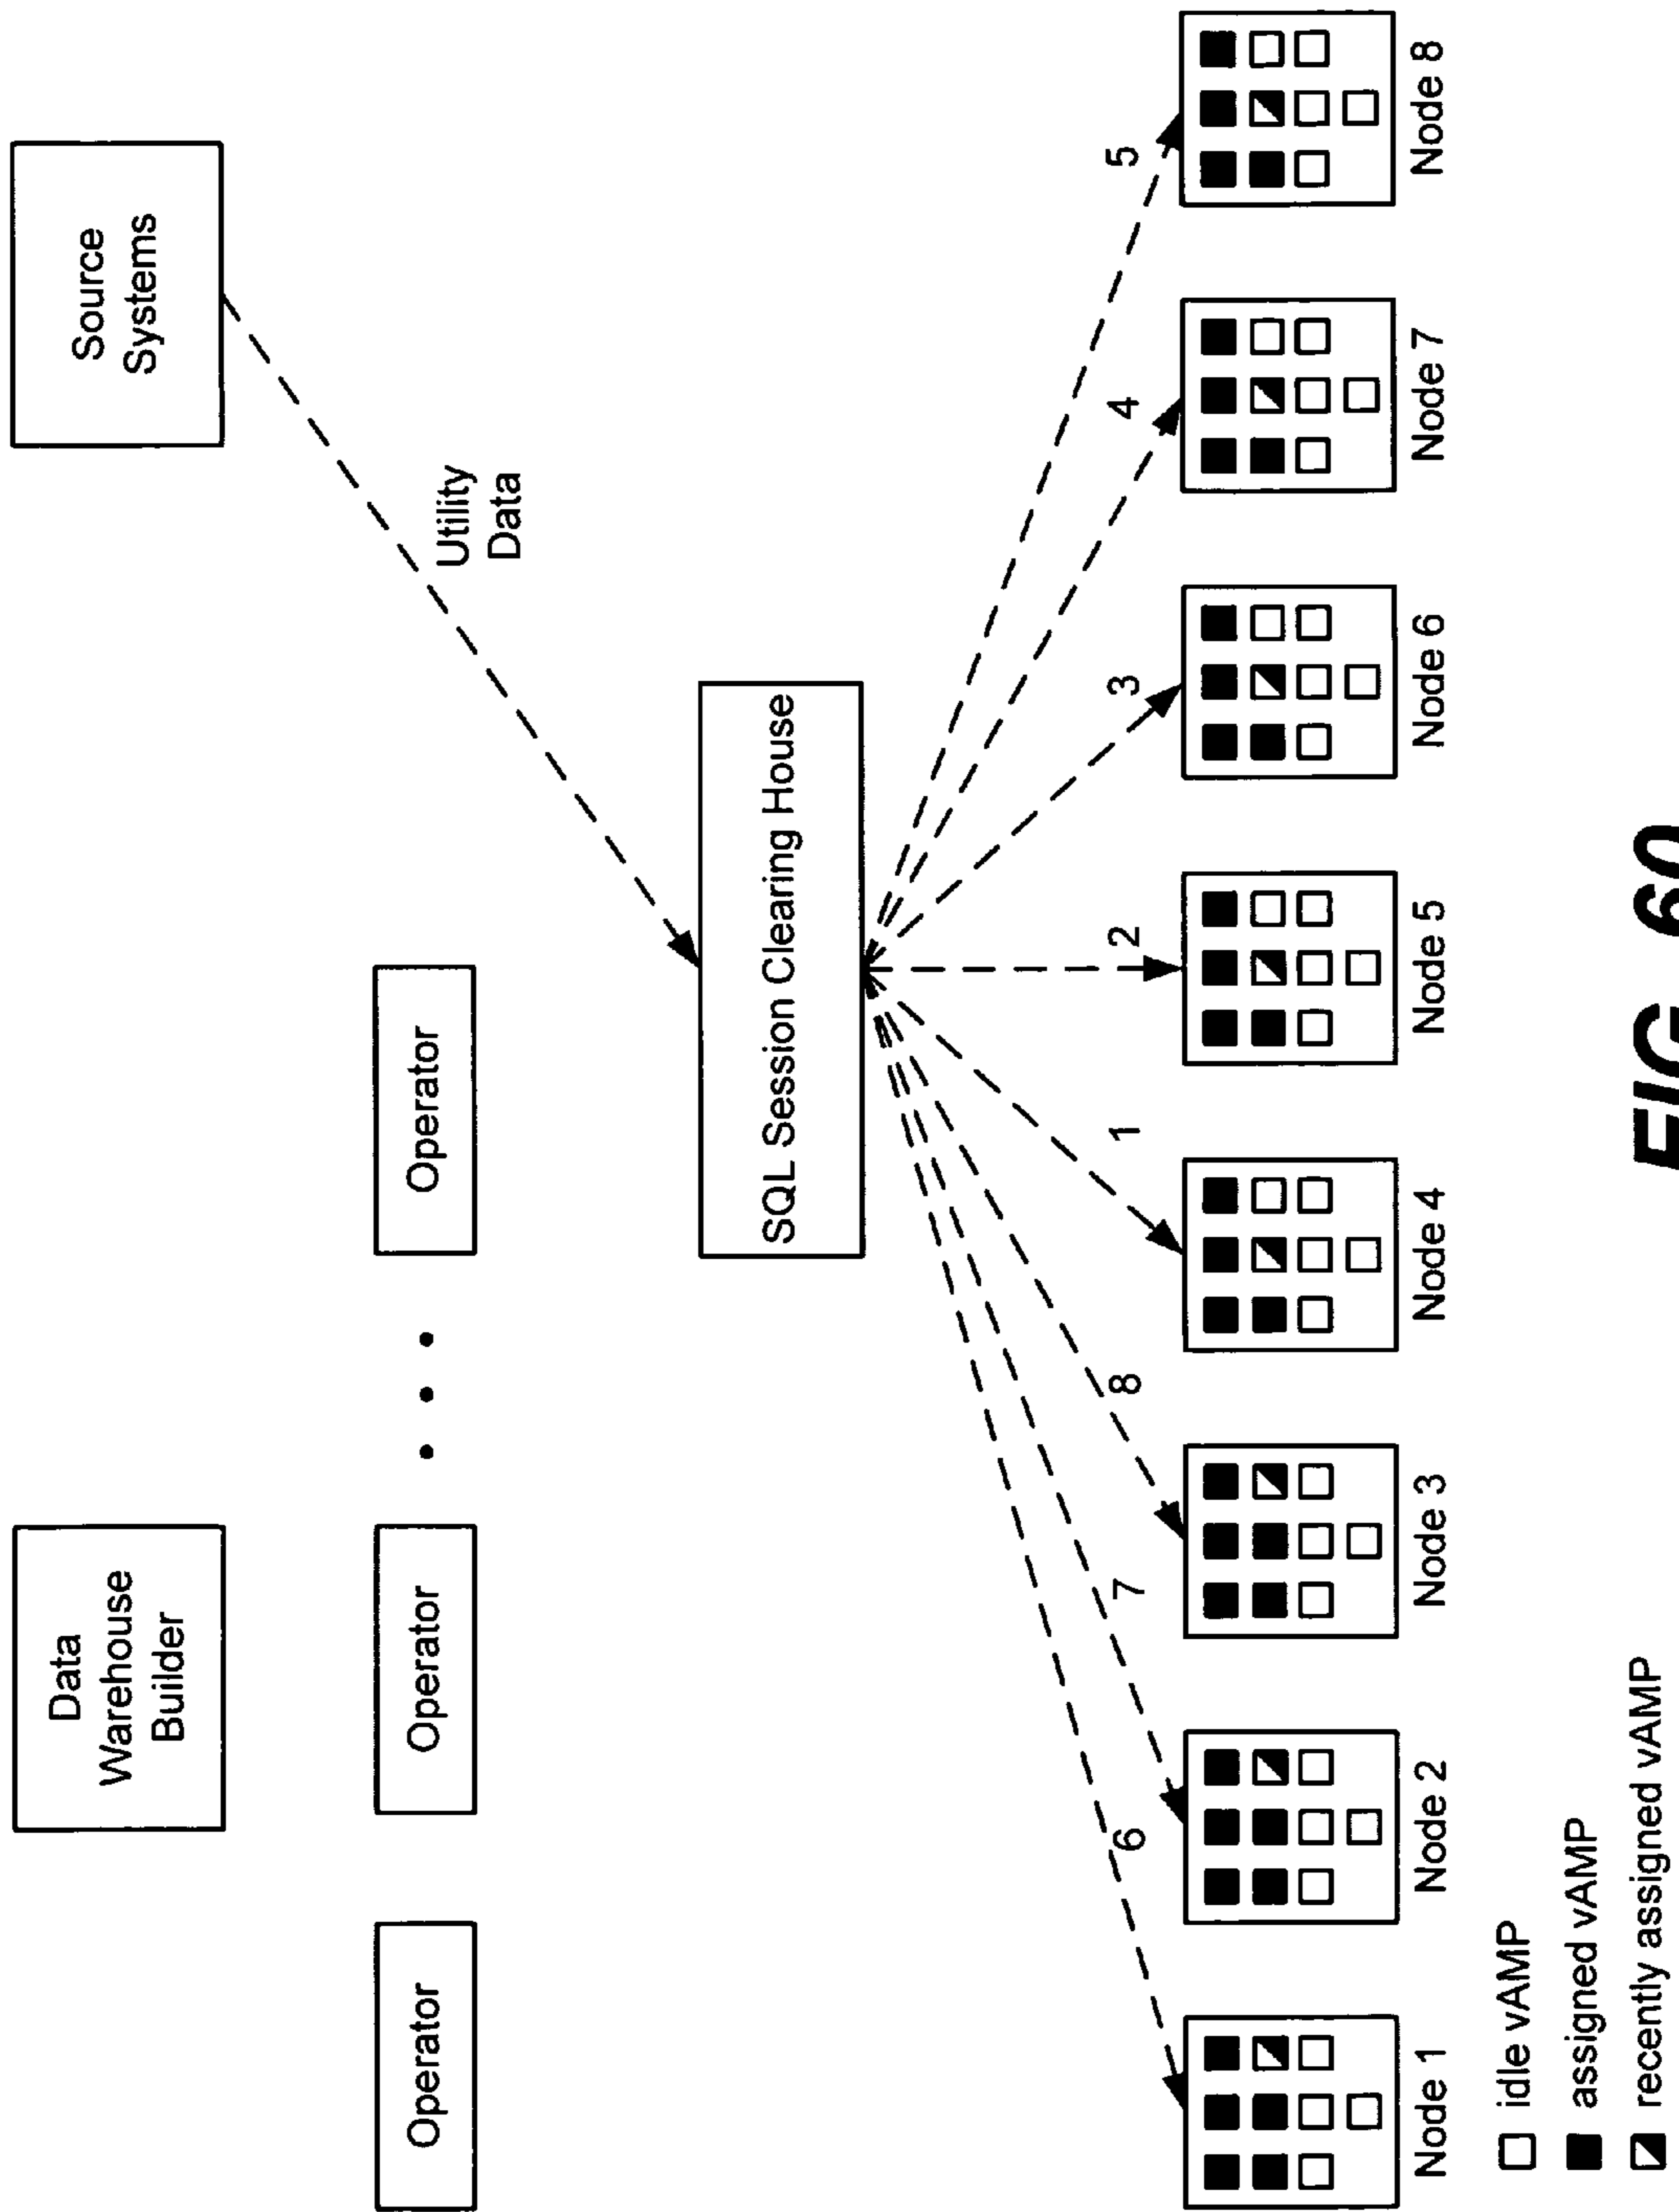 Data
Warehouse
Builder
Source
Systems
Operator
Operator
• • •
Operator
Utility
Data
SQL Session Clearing House
6
7
8
1
2
3
4
5
Node 1
Node 2
Node 3
Node 4
Node 5
Node 6
Node 7
Node 8
idle vAMP
assigned vAMP
recently assigned vAMP
FIG. 60